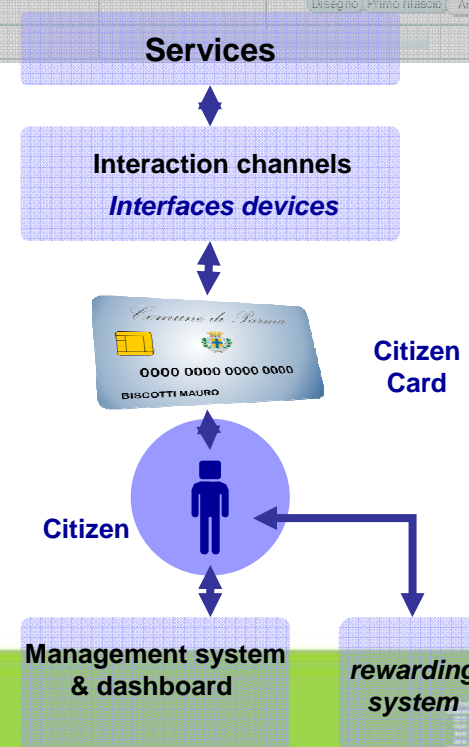 Disegno Primo rilascio
Services
Interaction channels
Interfaces devices
Comune di Parma
0000 0000 0000 0000
BISCOTTI MAURO
Citizen
Card
Citizen
Management system
& dashboard
rewarding
system